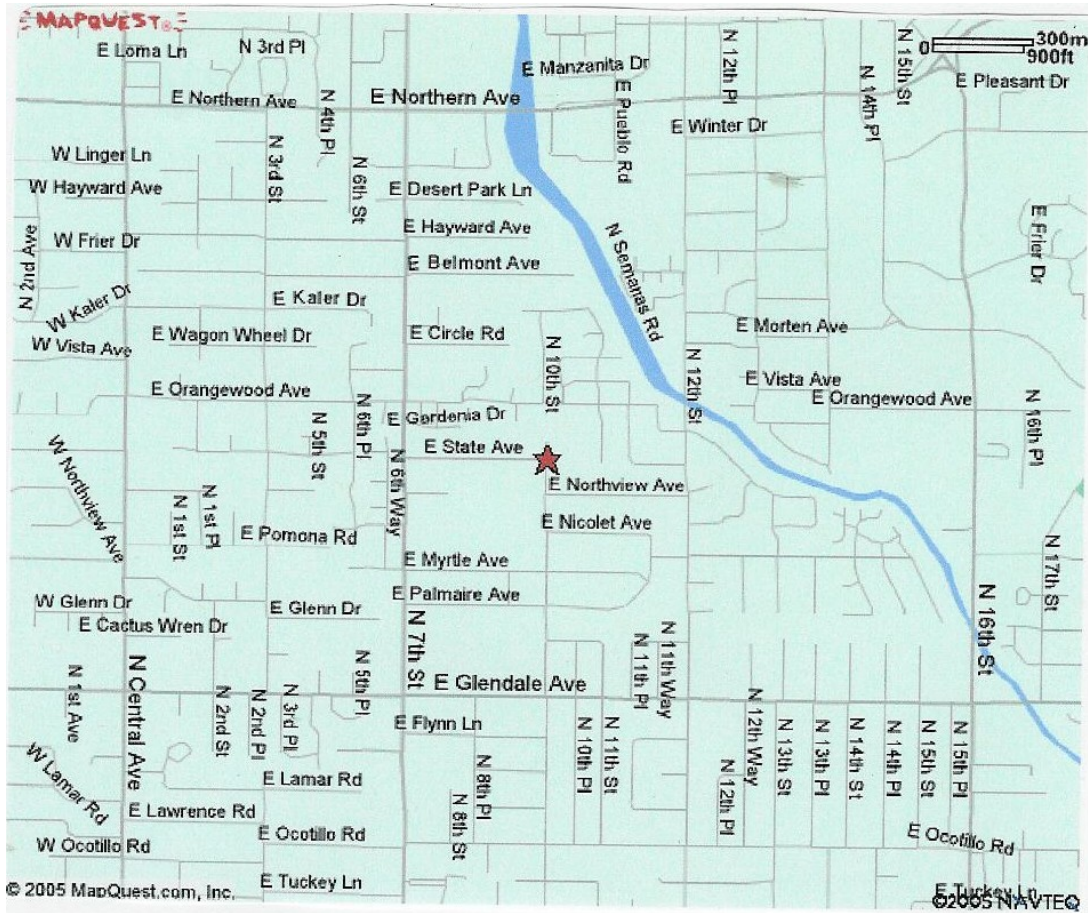 MAPQUEST®
300m
0
900ft
E Loma Ln
N 3rd Pl
E Manzanita Dr
N 12th Pl
N 15th St
E Pleasant Dr
E Northern Ave
N 4th Pl
E Northern Ave
E Pueblo Rd
N 14th Pl
E Winter Dr
W Linger Ln
N 3rd St
N 6th St
W Hayward Ave
E Desert Park Ln
E Hayward Ave
N Semanas Rd
E Frier Dr
N 2nd Ave
W Frier Dr
E Belmont Ave
W Kaler Dr
E Kaler Dr
E Wagon Wheel Dr
E Circle Rd
E Morten Ave
W Vista Ave
N 10th St
N 12th St
E Vista Ave
E Orangewood Ave
E Orangewood Ave
N 16th Pl
N 5th St
N 6th Pl
E Gardenia Dr
E State Ave
W Northview Ave
N 6th Way
E Northview Ave
N 1st St
N 1st Pl
E Pomona Rd
E Nicolet Ave
E Myrtle Ave
N 17th St
W Glenn Dr
E Glenn Dr
E Palmaire Ave
E Cactus Wren Dr
N 7th St
N 16th St
N 1st Ave
N Central Ave
N 2nd St
N 2nd Pl
N 3rd Pl
N 5th Pl
E Glendale Ave
N 11th Pl
N 11th Way
E Flynn Ln
N 10th Pl
N 11th St
N 12th Way
N 13th St
N 13th Pl
N 14th St
N 14th Pl
N 15th St
N 15th Pl
W Lamar Rd
E Lamar Rd
N 8th Pl
N 12th Pl
E Lawrence Rd
N 8th St
E Ocotillo Rd
E Ocotillo Rd
W Ocotillo Rd
E Tuckey Ln
E Tuckey Ln
© 2005 MapQuest.com, Inc.
©2005 NAVTEQ